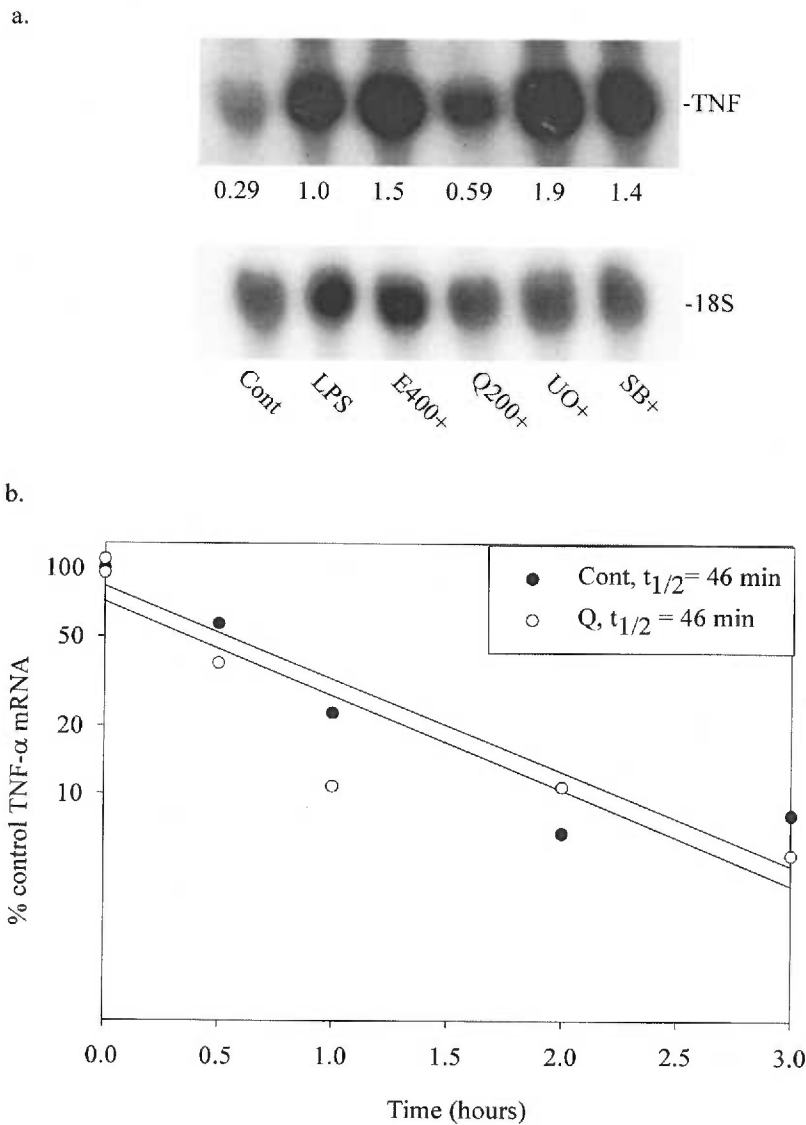 a.
-TNF
0.29 1.0 1.5 0.59 1.9 1.4
-18S
Cont LPS E400+ Q200+ UO+ SB+
b.
% control TNF-α mRNA
100
50
20
10
Cont, t1/2= 46 min
Q, t1/2 = 46 min
0.0 0.5 1.0 1.5 2.0 2.5 3.0
Time (hours)